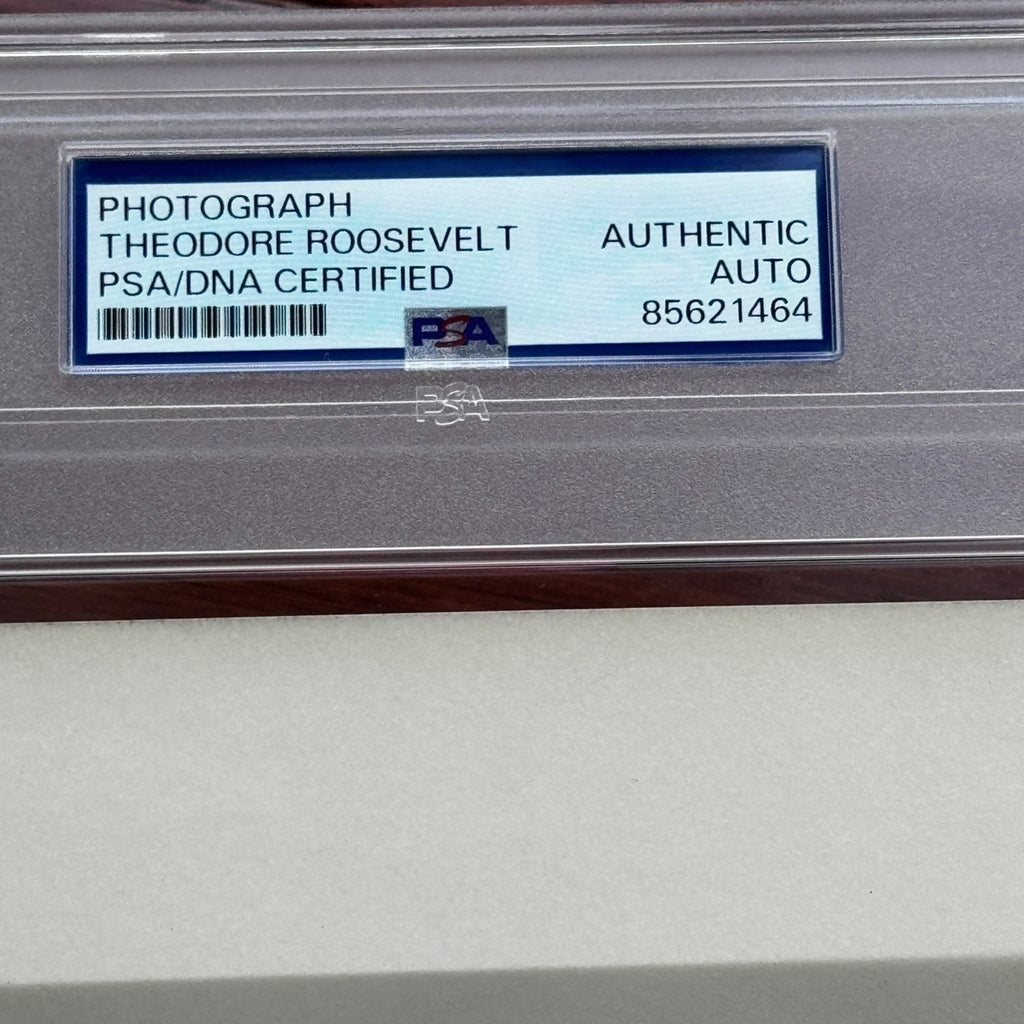 PHOTOGRAPH
THEODORE ROOSEVELT
PSA/DNA CERTIFIED
AUTHENTIC
AUTO
85621464
PSA
PSA